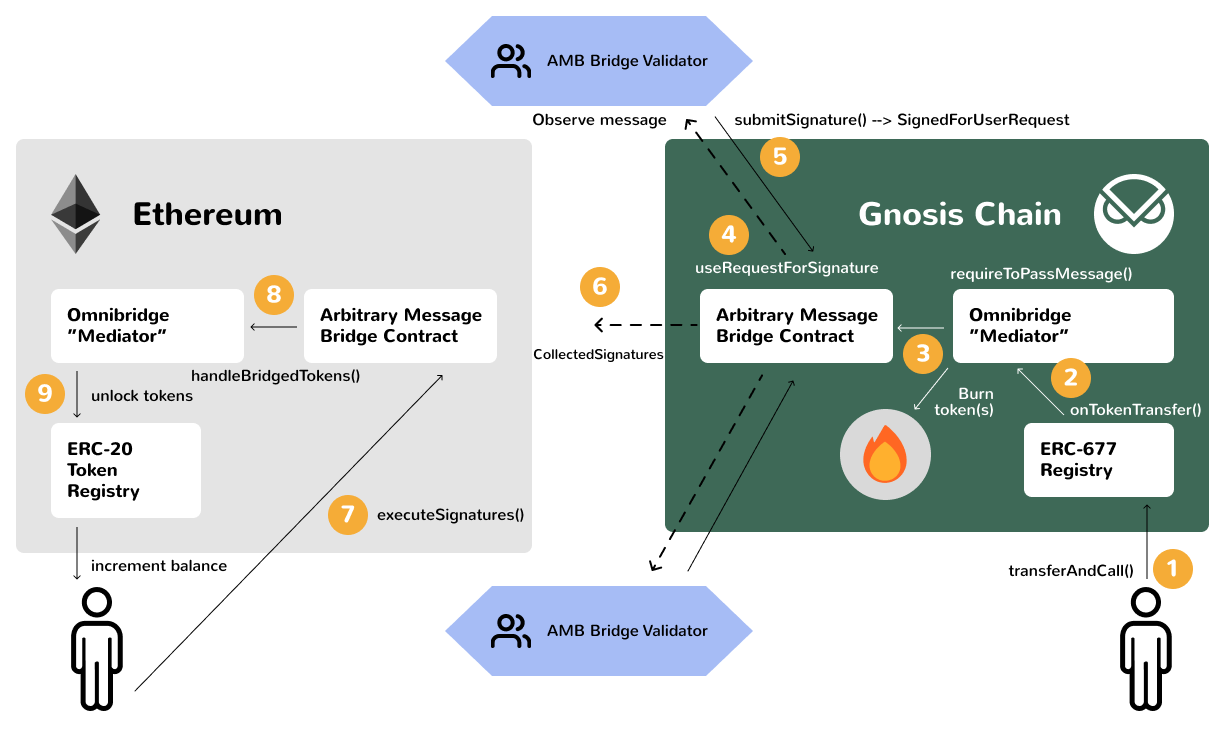 AMB Bridge Validator
Observe message
submitSignature() --> SignedForUserRequest
5
Ethereum
Gnosis Chain
4
useRequestForSignature
requireToPassMessage()
8
6
Omnibridge
"Mediator"
Arbitrary Message
Bridge Contract
Arbitrary Message
Bridge Contract
Omnibridge
"Mediator"
CollectedSignatures
3
handleBridgedTokens()
2
9
unlock tokens
Burn
token(s)
onTokenTransfer()
ERC-20
Token
Registry
ERC-677
Registry
7
executeSignatures()
increment balance
transferAndCall()
1
AMB Bridge Validator